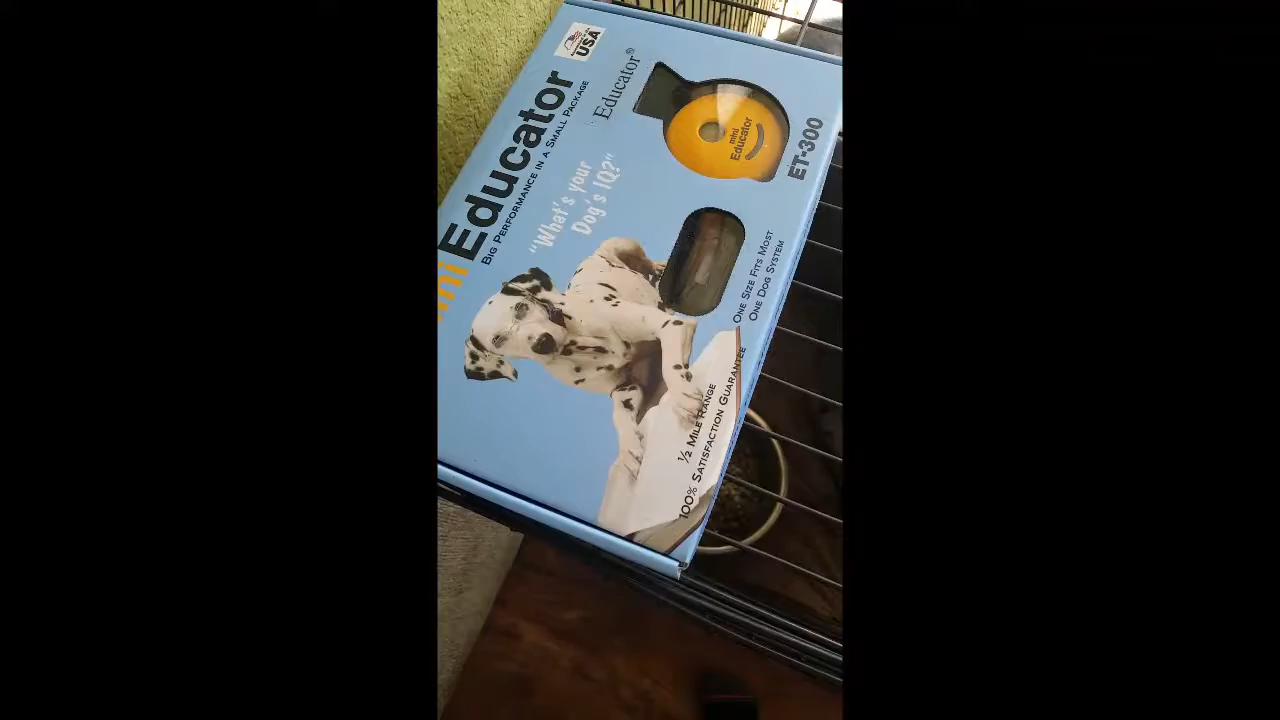 USA
mini
Educator
BIG PERFORMANCE IN A SMALL PACKAGE
Educator®
mini
Educator
ET-300
"What's your
Dog's IQ?"
ONE SIZE FITS MOST
ONE DOG SYSTEM
1/2 MILE RANGE
100% SATISFACTION GUARANTEE